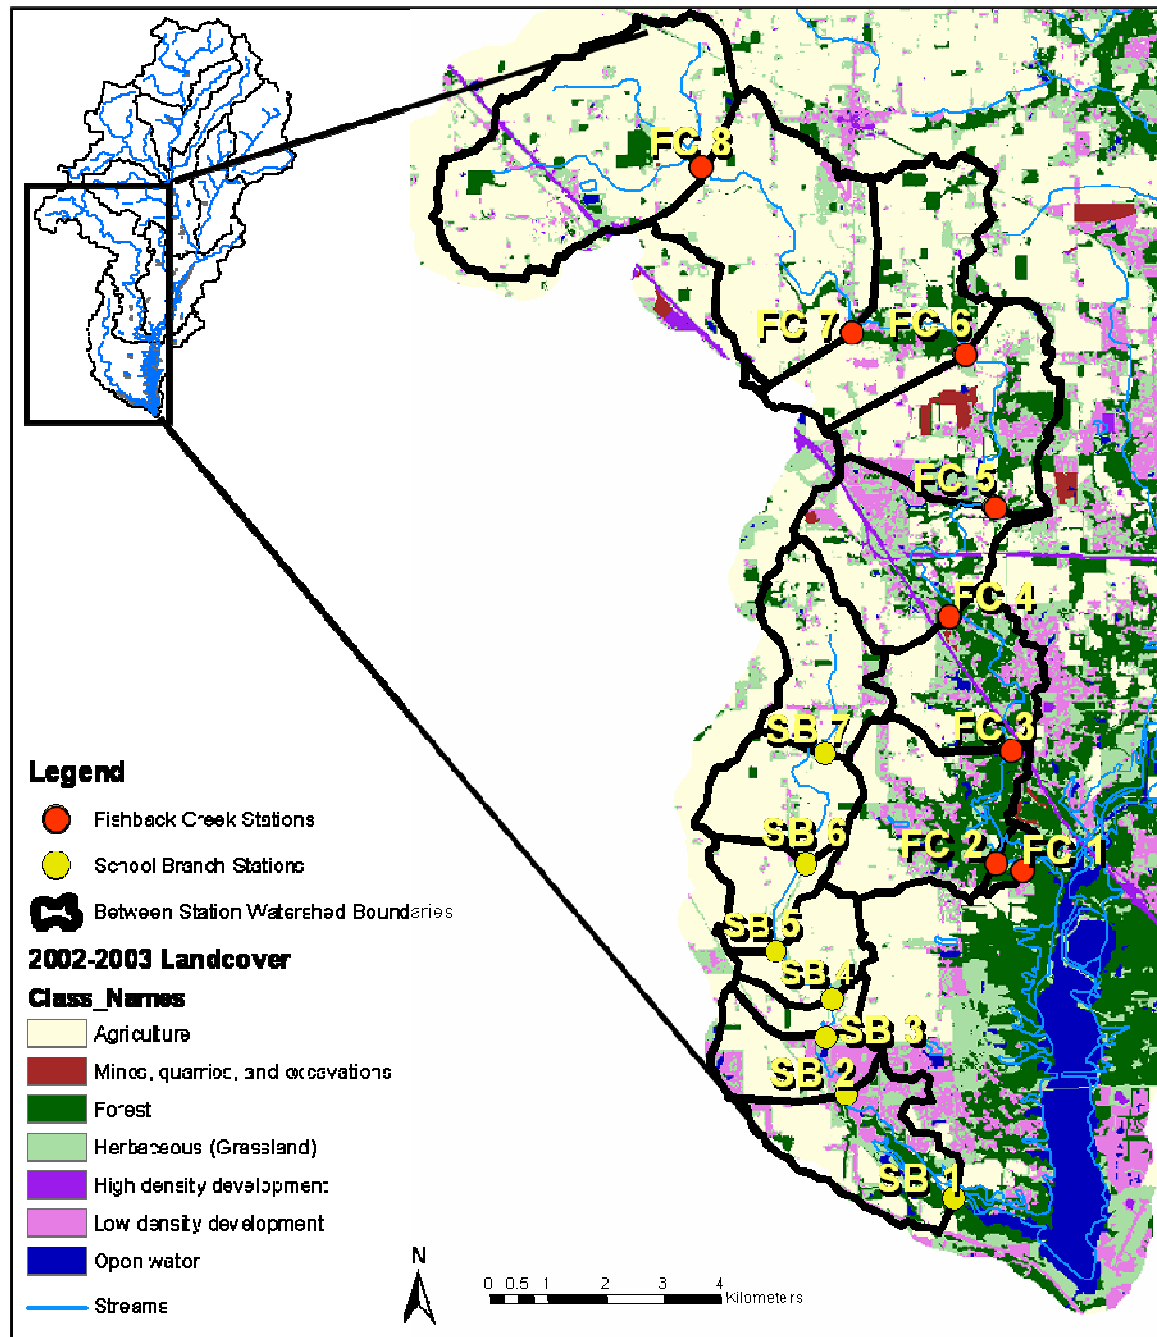 FC 8
FC 7
FC 6
FC 5
FC 4
SB 7
FC 3
SB 6
FC 2
FC 1
SB 5
SB 4
SB 3
SB 2
SB 1
Legend
Fishback Creek Stations
School Branch Stations
Between Station Watershed Boundaries
2002-2003 Landcover
Class_Names
Agriculture
Mines, quarries, and excavations
Forest
Herbaceous (Grassland)
High density development
Low density development
Open water
Streams
N
0 0.5 1 2 3 4
Kilometers